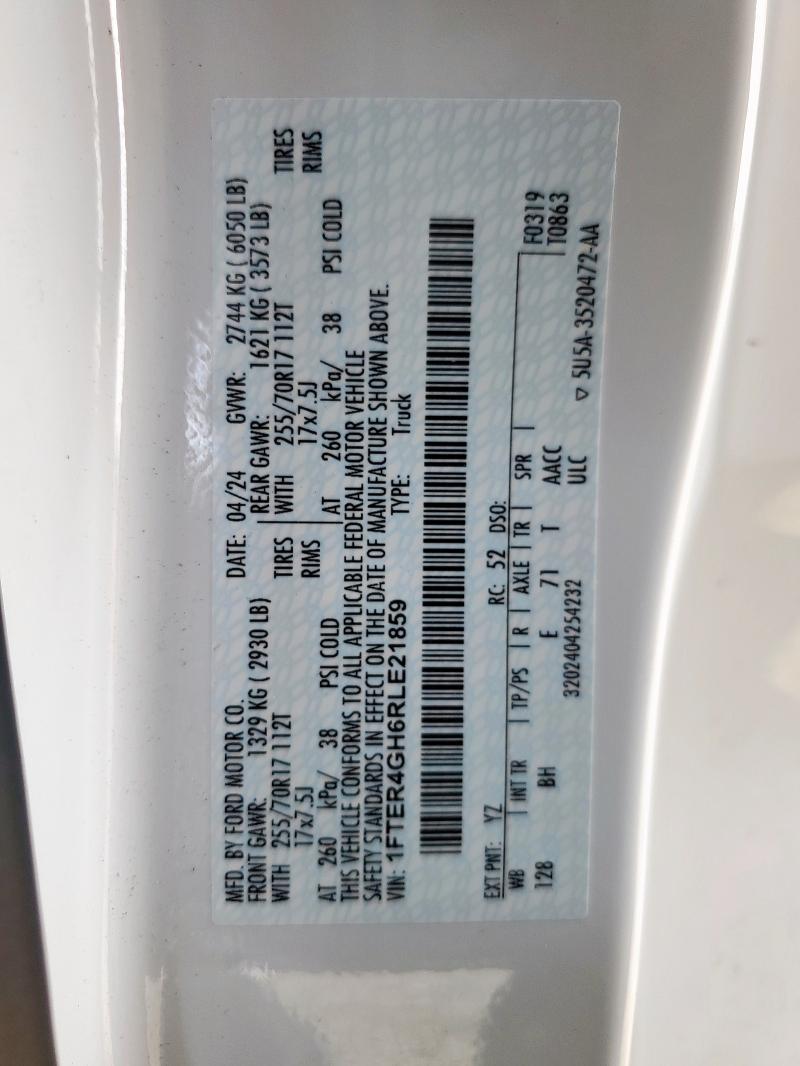 MFD. BY FORD MOTOR CO. DATE: 04/24 GVWR: 2744 KG ( 6050 LB)
FRONT GAWR: 1329 KG ( 2930 LB) REAR GAWR: 1621 KG ( 3573 LB)
WITH 255/70R17 112T TIRES WITH 255/70R17 112T TIRES
17x7.5J RIMS 17x7.5J RIMS
AT 260 kPa/ 38 PSI COLD AT 260 kPa/ 38 PSI COLD
THIS VEHICLE CONFORMS TO ALL APPLICABLE FEDERAL MOTOR VEHICLE
SAFETY STANDARDS IN EFFECT ON THE DATE OF MANUFACTURE SHOWN ABOVE.
VIN: 1FTER4GH6RLE21859 TYPE: Truck
EXT PNT: YZ RC: 52 DSO:
WB INT TR TP/PS R AXLE TR SPR F0319
128 BH E 71 T AACC T0863
3202404254232 ULC
▽ 5U5A-3520472-AA